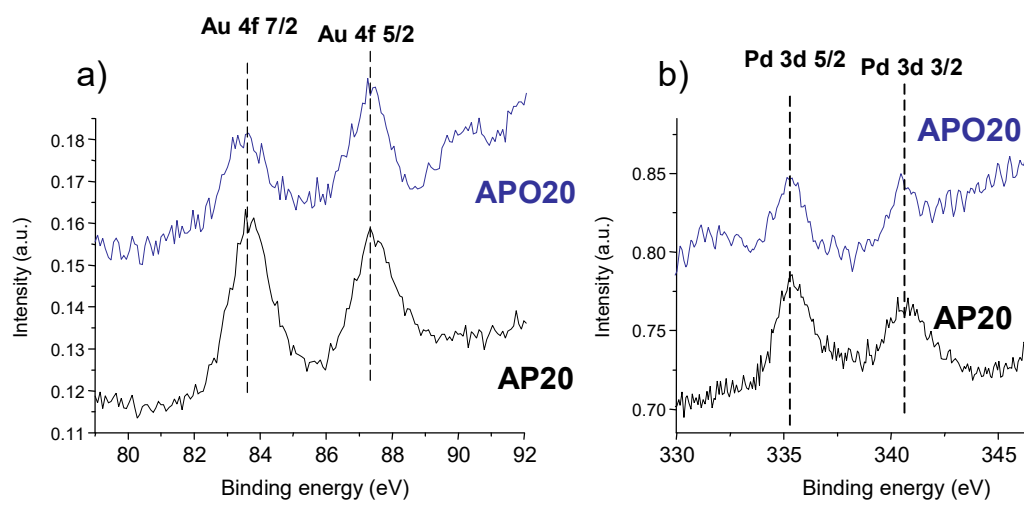 Au 4f 7/2
Au 4f 5/2
a)
0.18
0.17
0.16
0.15
0.14
0.13
0.12
0.11
Intensity (a.u.)
APO20
AP20
80
82
84
86
88
90
92
Binding energy (eV)
Pd 3d 5/2
Pd 3d 3/2
b)
APO20
0.85
0.80
0.75
0.70
Intensity (a.u.)
AP20
330
335
340
345
Binding energy (eV)